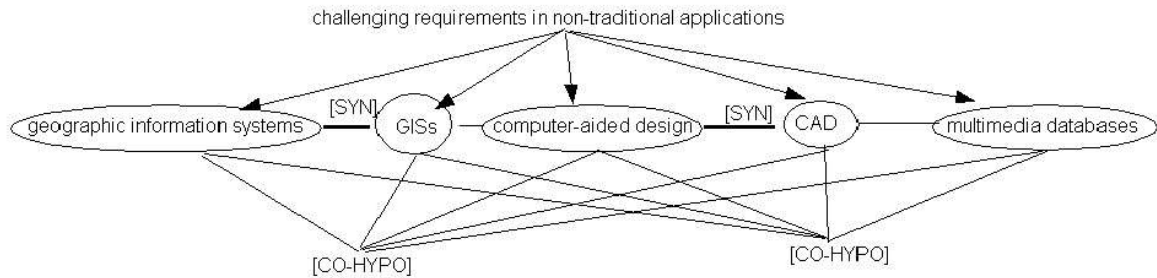 challenging requirements in non-traditional applications
[SYN]
[SYN]
geographic information systems
GISs
computer-aided design
CAD
multimedia databases
[CO-HYPO]
[CO-HYPO]